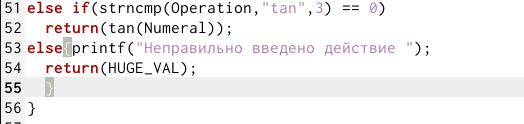 51 else if(strncmp(Operation,"tan",3) == 0)
52 return(tan(Numeral));
53 else{printf("Неправильно введено действие ");
54 return(HUGE_VAL);
55 }
56 }